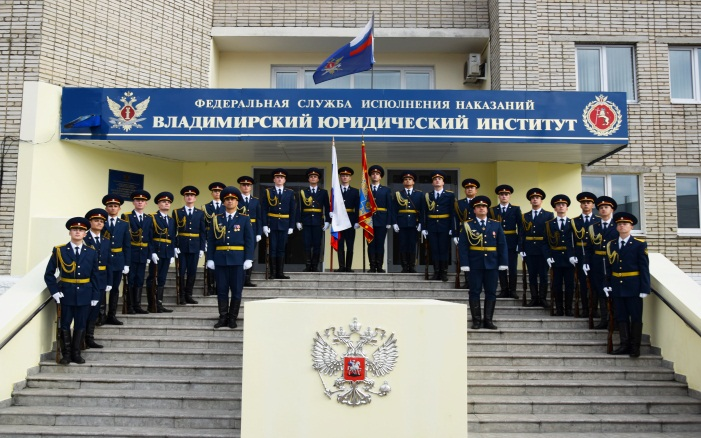 ФЕДЕРАЛЬНАЯ СЛУЖБА ИСПОЛНЕНИЯ НАКАЗАНИЙ
ВЛАДИМИРСКИЙ ЮРИДИЧЕСКИЙ ИНСТИТУТ